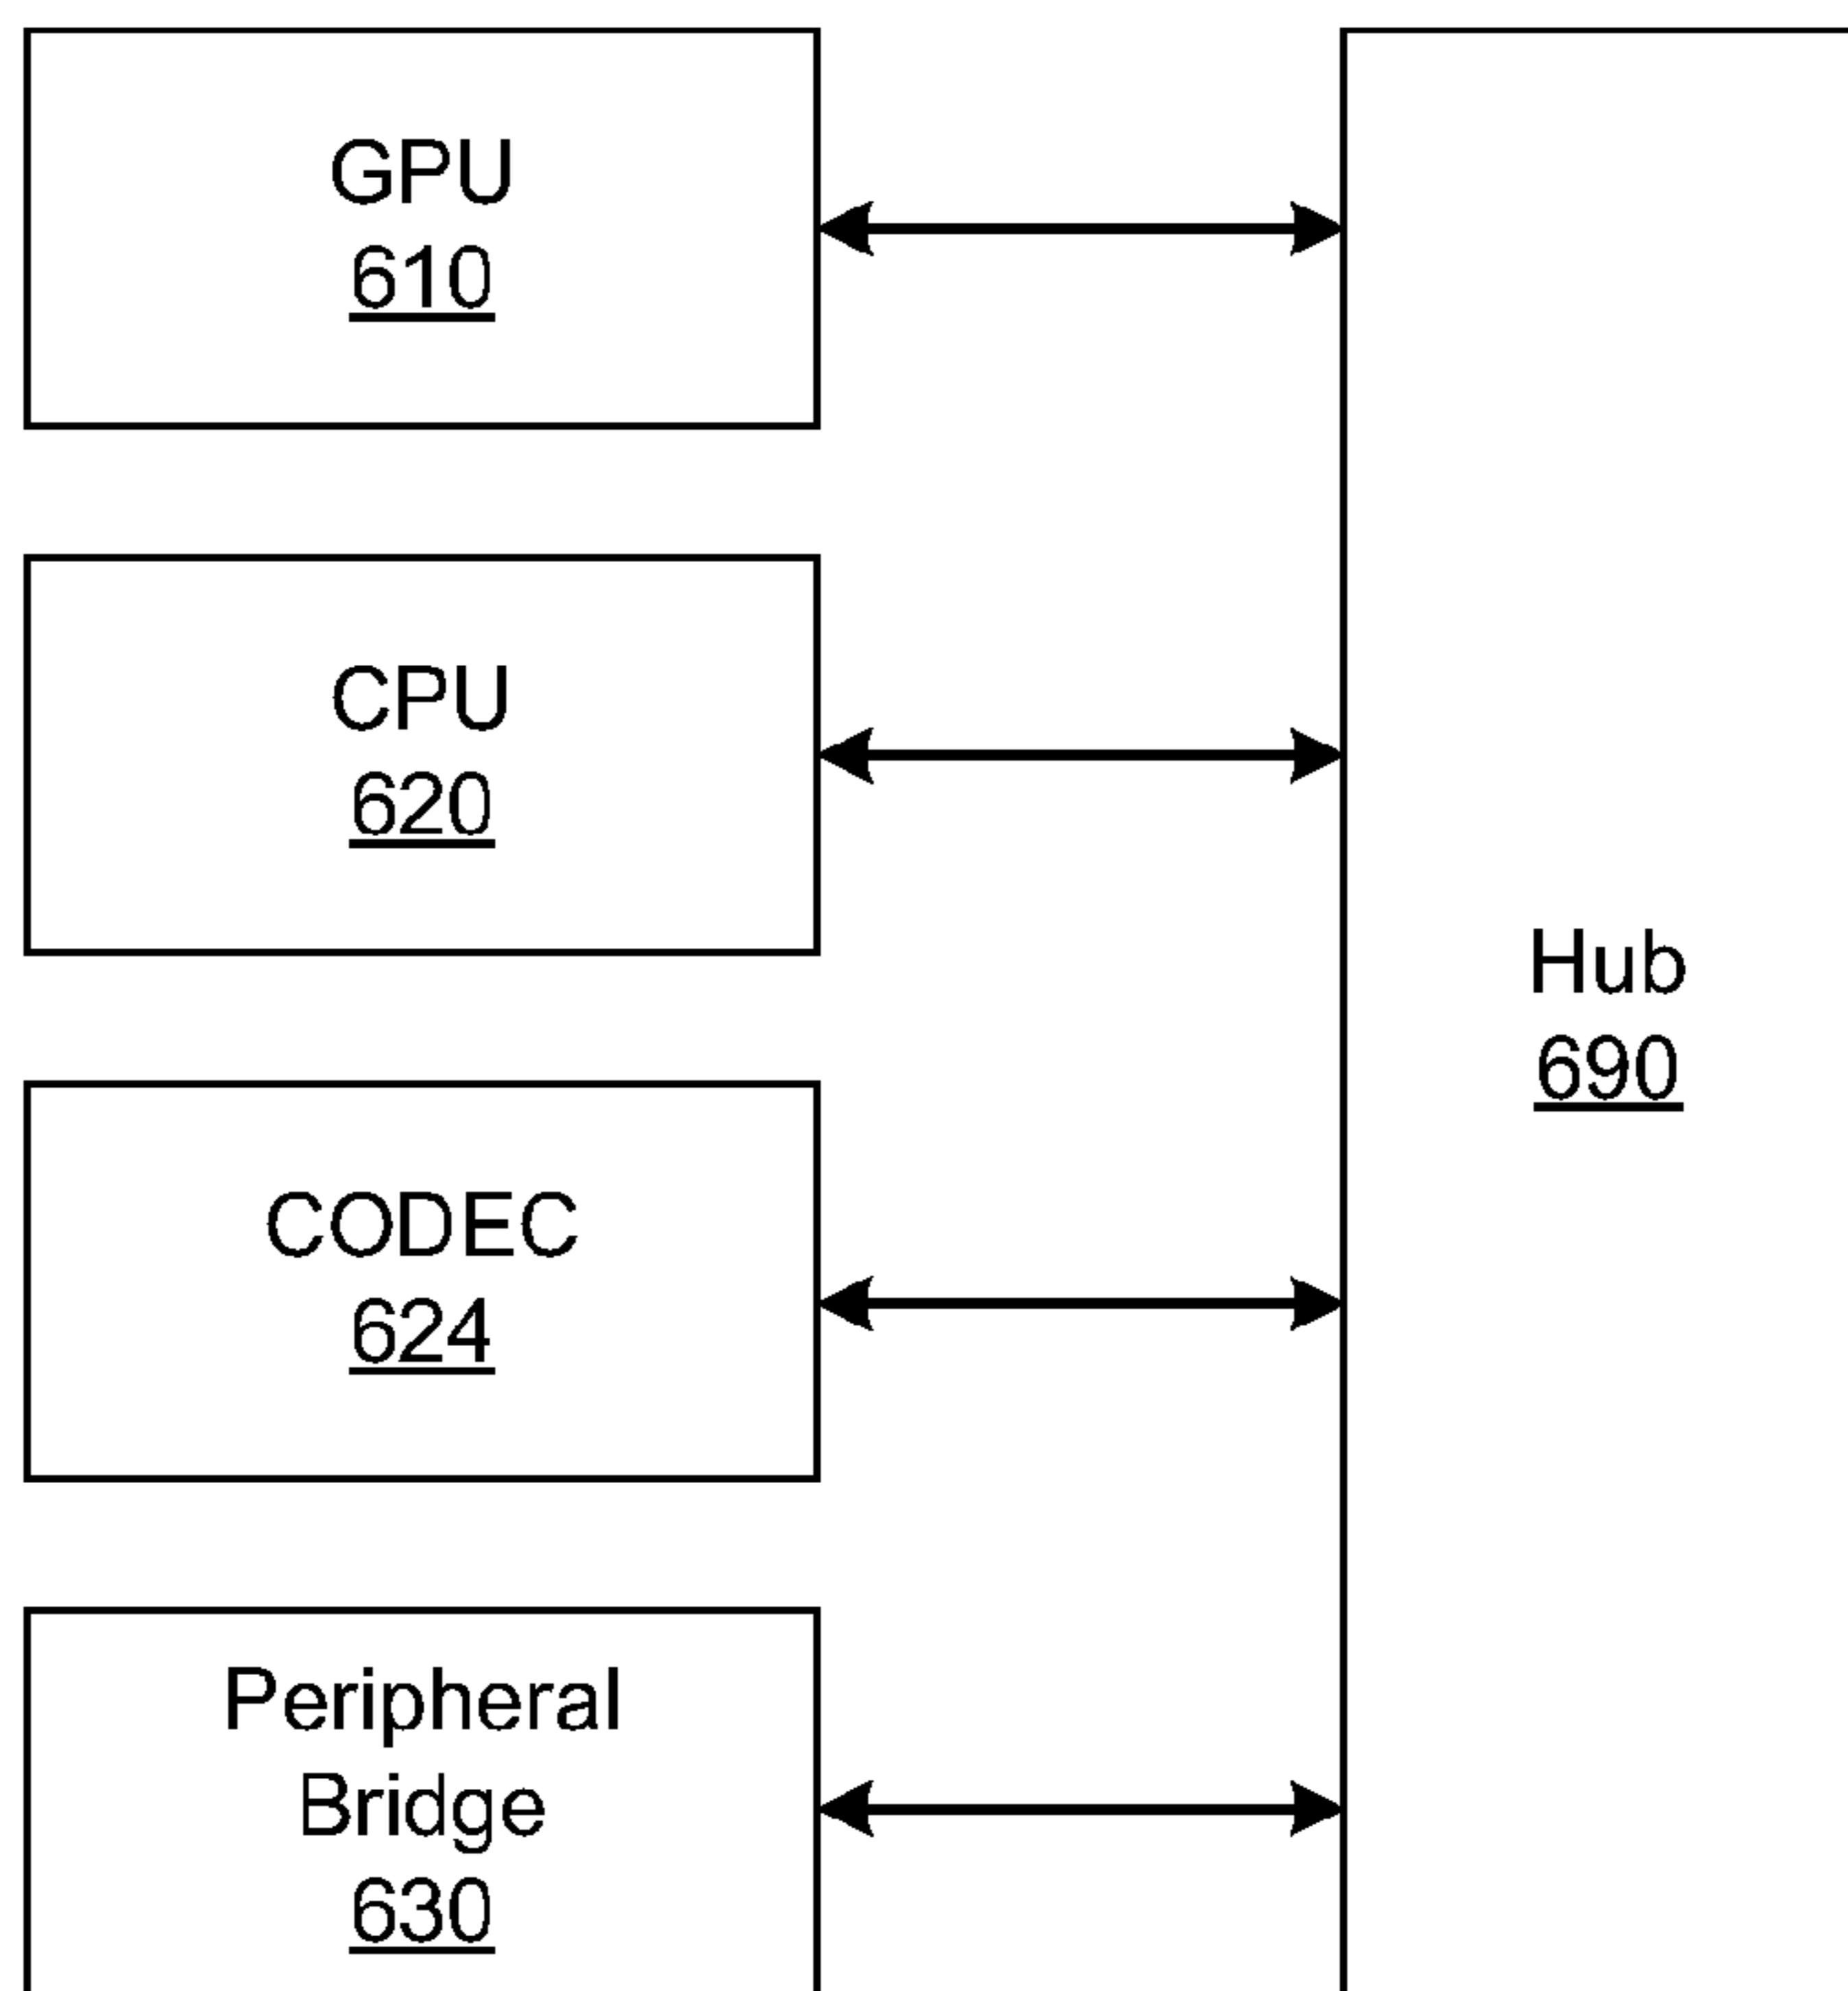 GPU
610
CPU
620
Hub
690
CODEC
624
Peripheral
Bridge
630